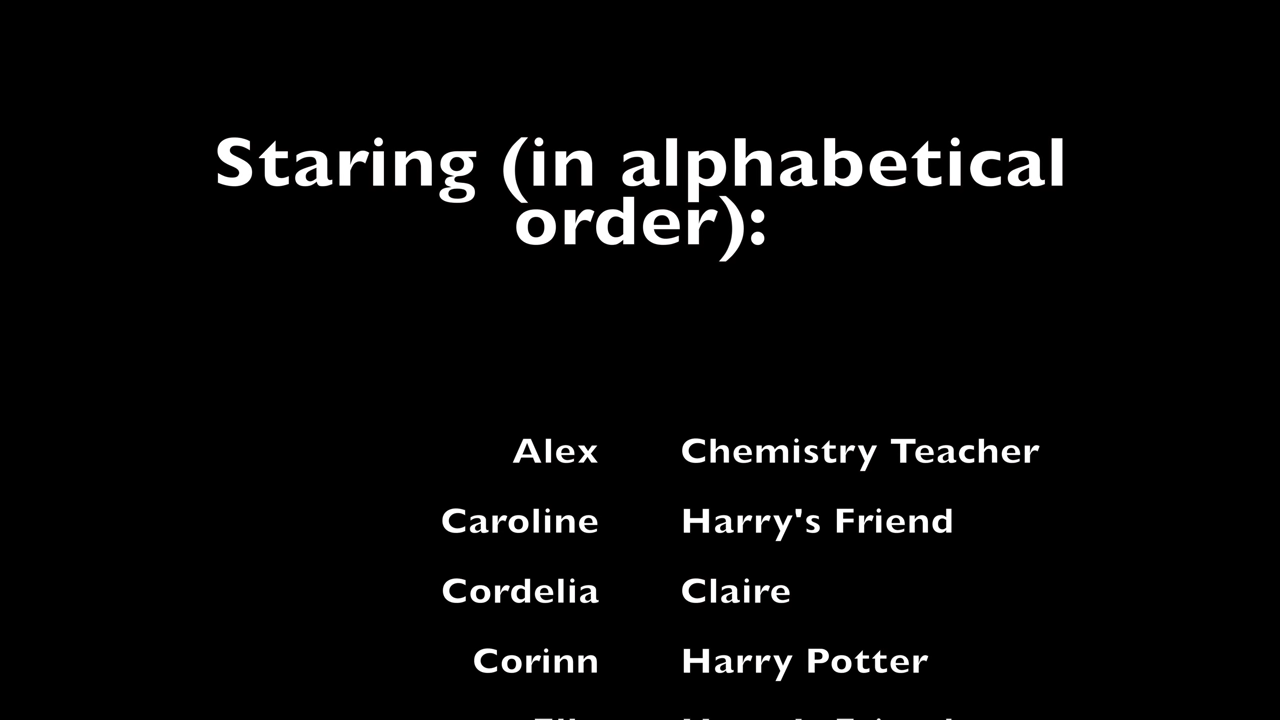 Staring (in alphabetical
order):
Alex Chemistry Teacher
Caroline Harry's Friend
Cordelia Claire
Corinn Harry Potter